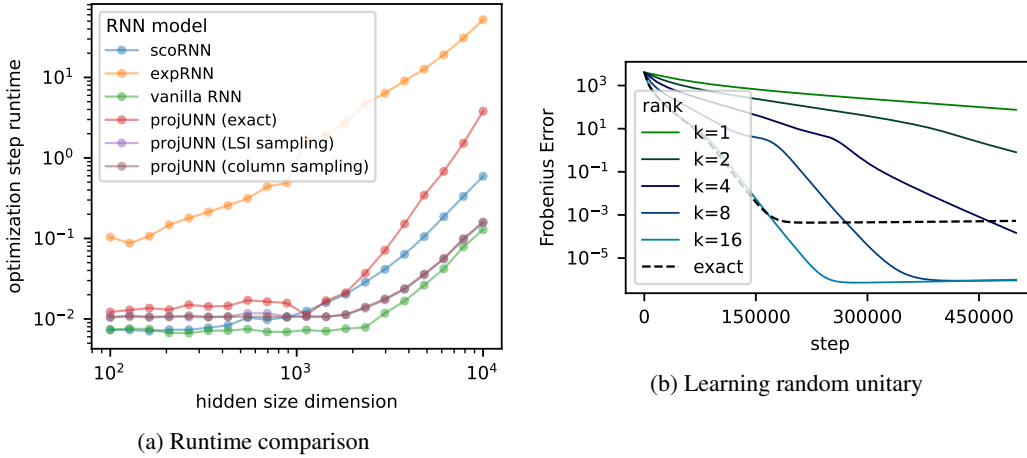 RNN model
scoRNN
expRNN
vanilla RNN
projUNN (exact)
projUNN (LSI sampling)
projUNN (column sampling)
optimization step runtime
10^1
10^0
10^-1
10^-2
10^2
10^3
10^4
hidden size dimension
(a) Runtime comparison
rank
k=1
k=2
k=4
k=8
k=16
exact
Frobenius Error
10^3
10^1
10^-1
10^-3
10^-5
0
150000
300000
450000
step
(b) Learning random unitary